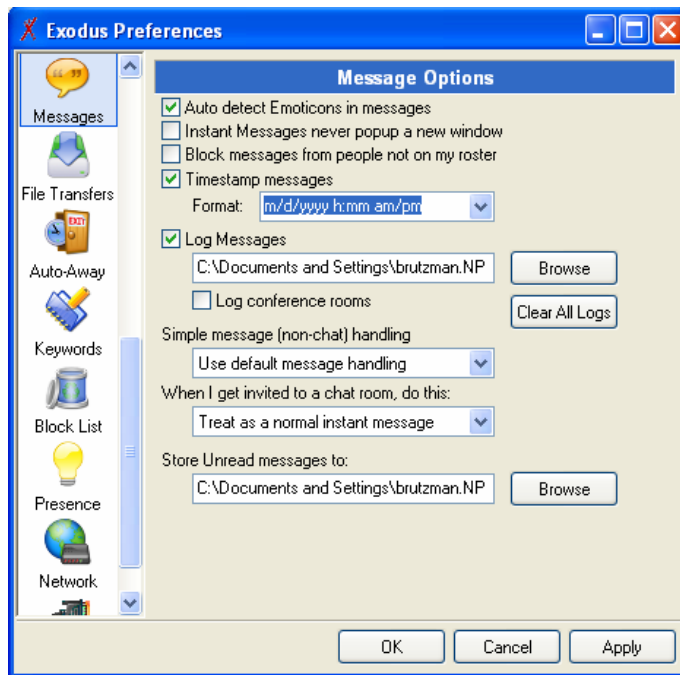 Exodus Preferences
Messages
File Transfers
EXIT
Auto-Away
Keywords
Block List
Presence
Network
Message Options
Auto detect Emoticons in messages
Instant Messages never popup a new window
Block messages from people not on my roster
Timestamp messages
Format: m/d/yyyy h:mm am/pm
Log Messages
C:\Documents and Settings\brutzman.NP Browse
Log conference rooms
Clear All Logs
Simple message (non-chat) handling
Use default message handling
When I get invited to a chat room, do this:
Treat as a normal instant message
Store Unread messages to:
C:\Documents and Settings\brutzman.NP Browse
OK Cancel Apply